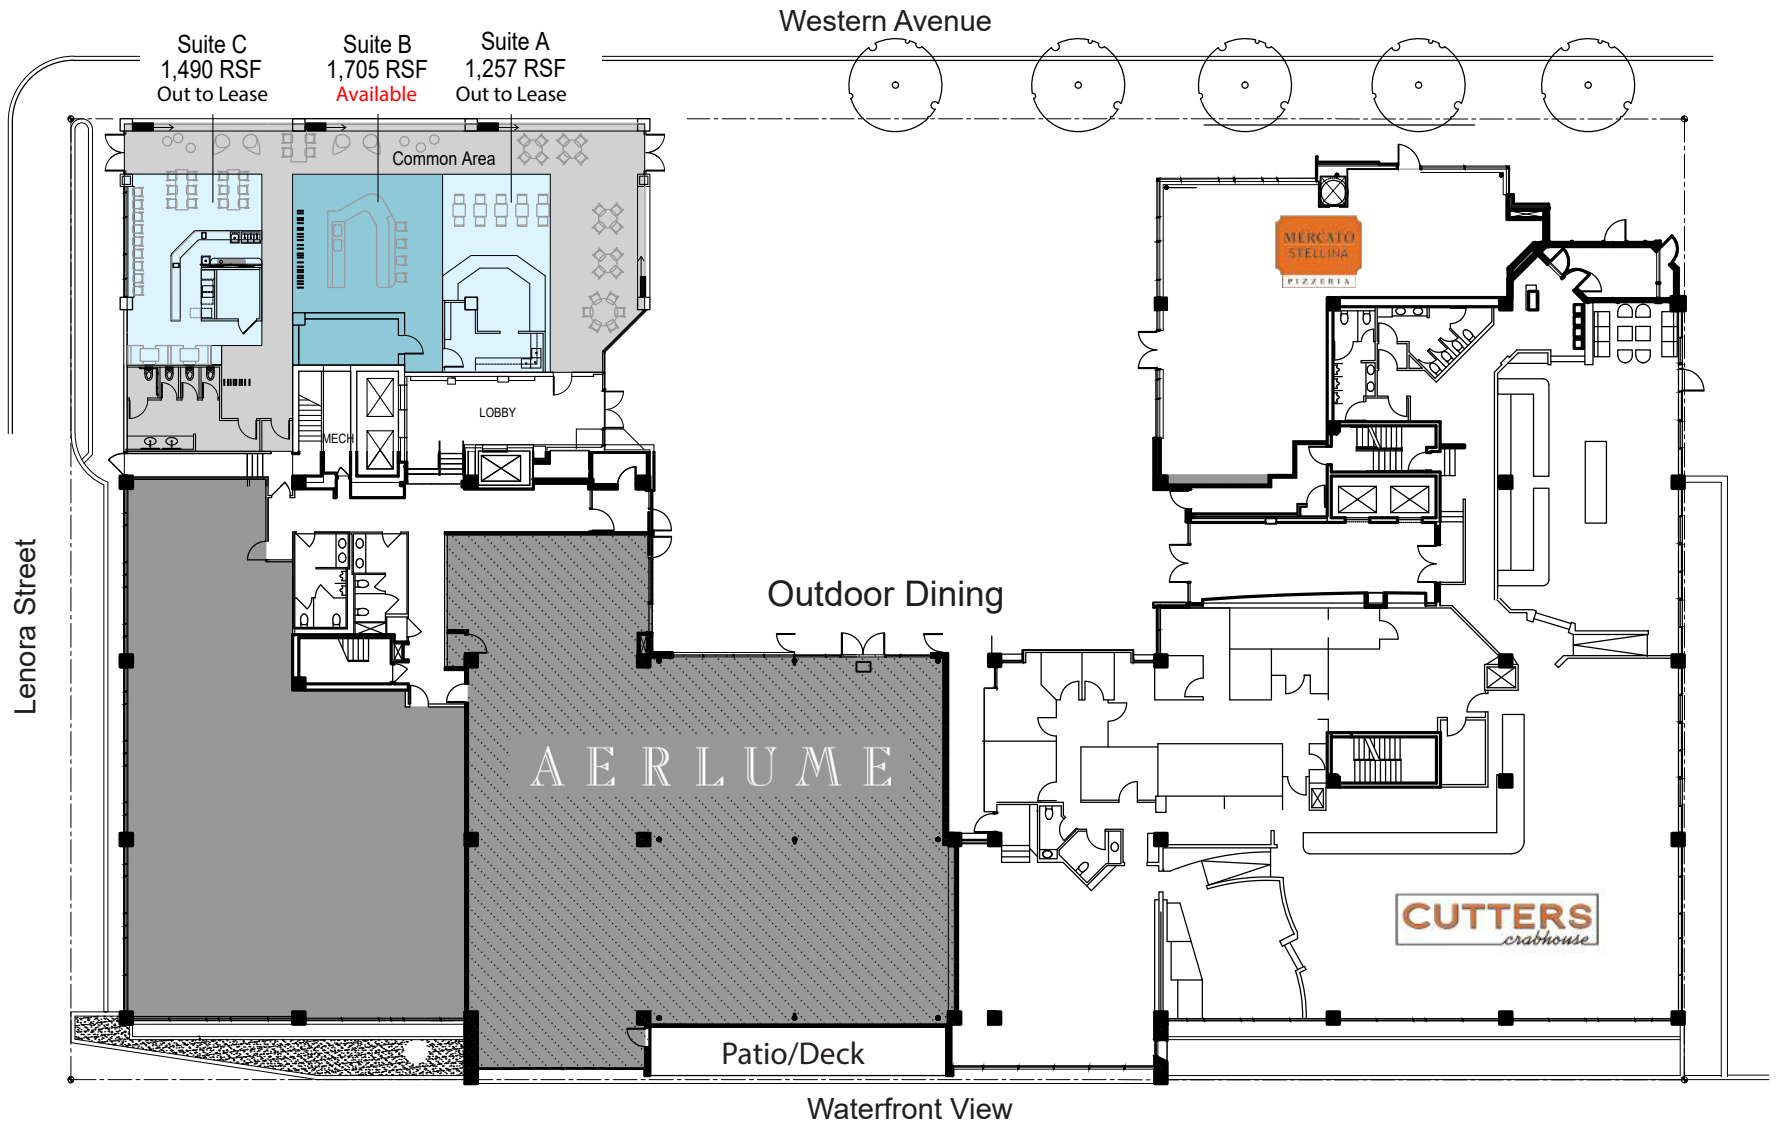 Western Avenue
Suite C
1,490 RSF
Out to Lease
Suite B
1,705 RSF
Available
Suite A
1,257 RSF
Out to Lease
Common Area
MERCATO
STELLINA
PIZZERIA
LOBBY
MECH
Lenora Street
Outdoor Dining
AERLUME
CUTTERS
crabhouse
Patio/Deck
Waterfront View